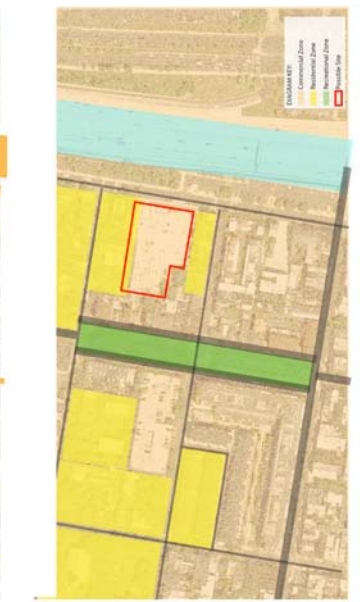 DIAGRAM KEY:
Commercial Zone
Residential Zone
Recreational Zone
Possible Site